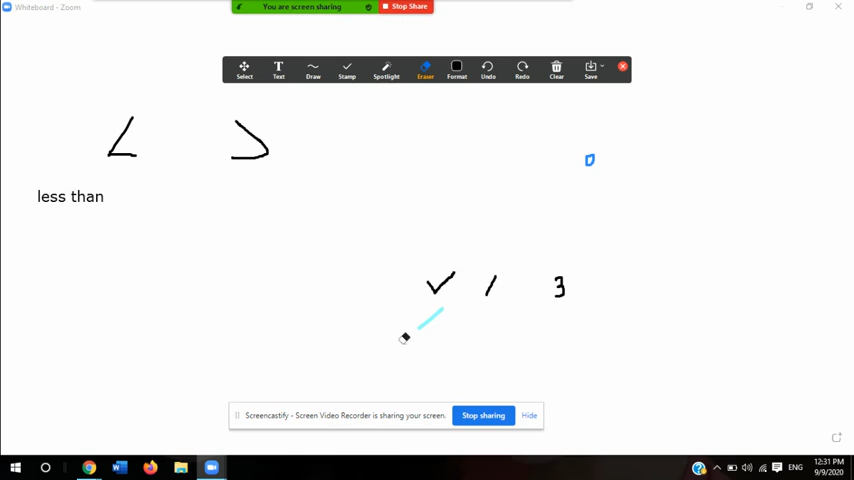 Whiteboard - Zoom
You are screen sharing
Stop Share
Select Text Draw Stamp Spotlight Eraser Format Undo Redo Clear Save
< >
less than
✓ / 3
Screencastify - Screen Video Recorder is sharing your screen. Stop sharing Hide
ENG
12:31 PM
9/9/2020